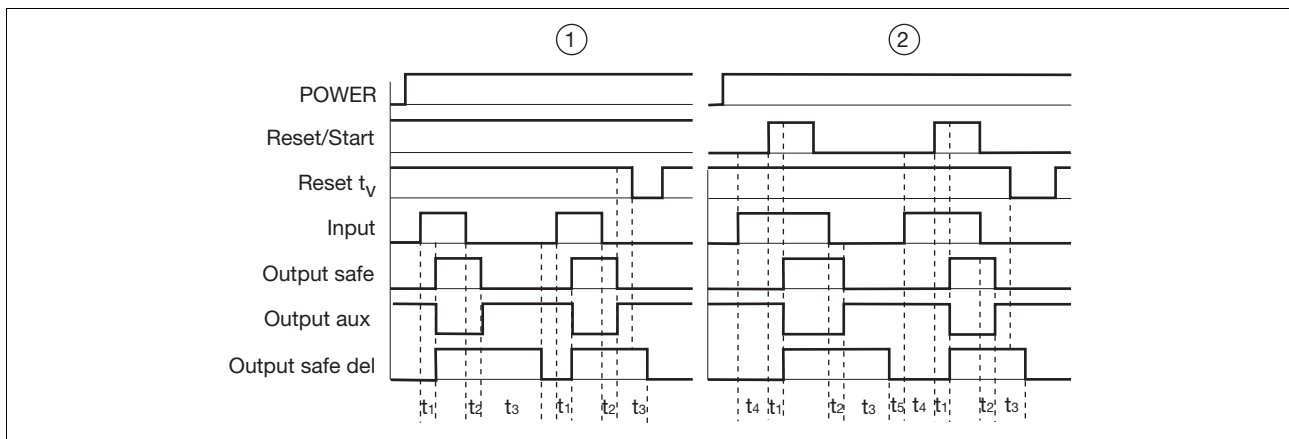 ① ②
POWER
Reset/Start
Reset tᵥ
Input
Output safe
Output aux
Output safe del
t₁ t₂ t₃ t₁ t₂ t₃ t₄ t₁ t₂ t₃ t₅ t₄ t₁ t₂ t₃